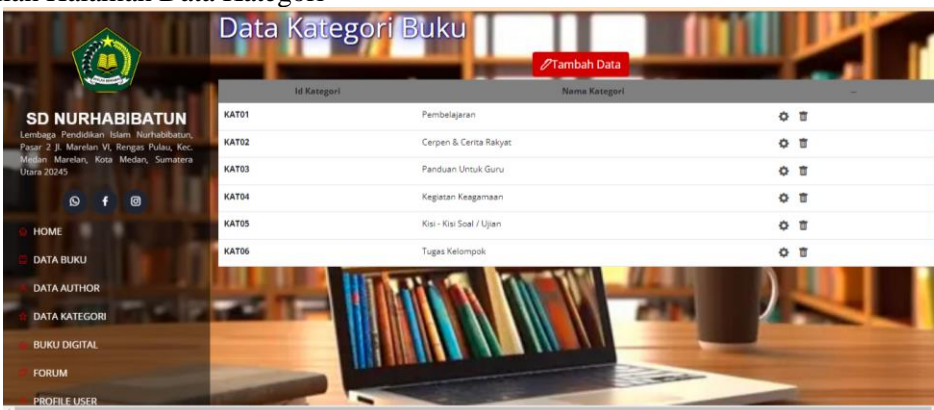 Data Kategori Buku
Tambah Data
SD NURHABIBATUN
Lembaga Pendidikan Islam Nurhabibatun,
Pasar 2 Jl. Marelan VI, Rengas Pulau, Kec.
Medan Marelan, Kota Medan, Sumatera
Utara 20245
HOME
DATA BUKU
DATA AUTHOR
DATA KATEGORI
BUKU DIGITAL
FORUM
PROFILE USER
Id Kategori Nama Kategori --
KAT01 Pembelajaran
KAT02 Cerpen & Cerita Rakyat
KAT03 Panduan Untuk Guru
KAT04 Kegiatan Keagamaan
KAT05 Kisi - Kisi Soal / Ujian
KAT06 Tugas Kelompok